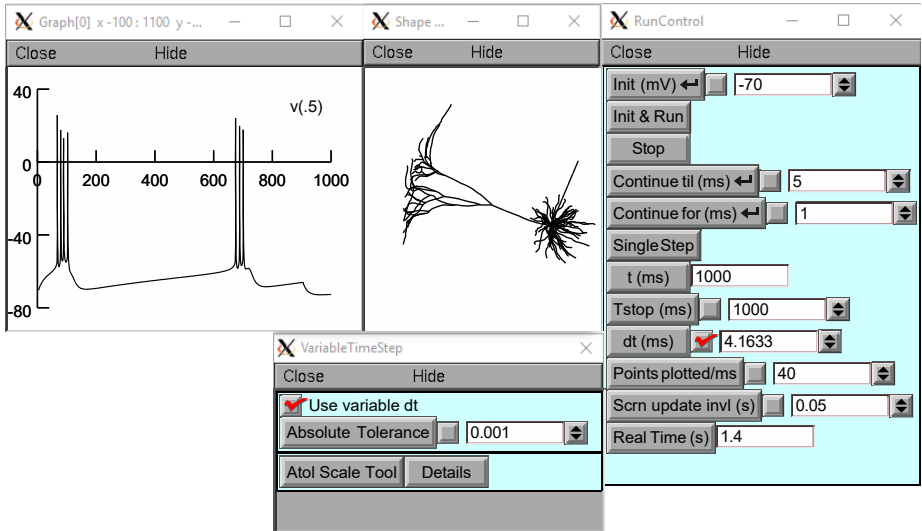 Graph[0] x -100 : 1100 y -...
Close Hide
40
0
-40
-80
0 200 400 600 800 1000
v(.5)
Shape ...
Close Hide
RunControl
Close Hide
Init (mV) -70
Init & Run
Stop
Continue til (ms) 5
Continue for (ms) 1
Single Step
t (ms) 1000
Tstop (ms) 1000
dt (ms) 4.1633
Points plotted/ms 40
Scrn update invl (s) 0.05
Real Time (s) 1.4
VariableTimeStep
Close Hide
Use variable dt
Absolute Tolerance 0.001
Atol Scale Tool Details